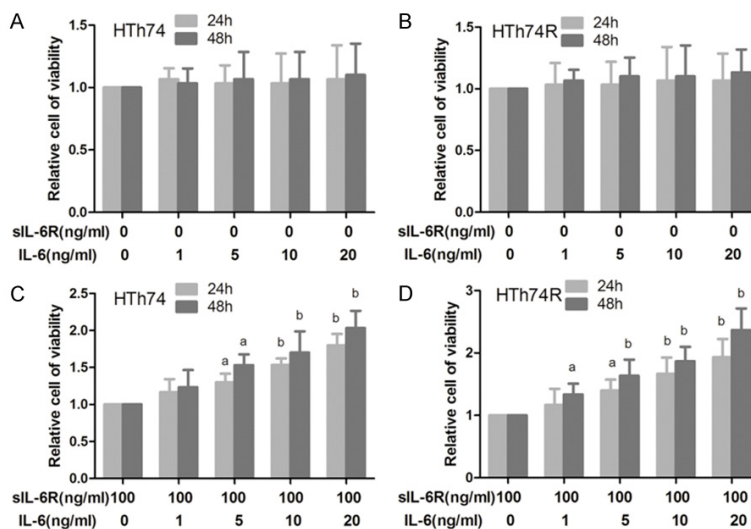 A
HTh74
24h
48h
Relative cell of viability
1.5
1.0
0.5
0.0
sIL-6R(ng/ml) 0 0 0 0 0
IL-6(ng/ml) 0 1 5 10 20
B
HTh74R
24h
48h
Relative cell of viability
1.5
1.0
0.5
0.0
sIL-6R(ng/ml) 0 0 0 0 0
IL-6(ng/ml) 0 1 5 10 20
C
HTh74
24h
48h
Relative cell of viability
2.5
2.0
1.5
1.0
0.5
0.0
a a b b b b
sIL-6R(ng/ml)100 100 100 100 100
IL-6(ng/ml) 0 1 5 10 20
D
HTh74R
24h
48h
Relative cell of viability
3
2
1
0
a a b b b b b
sIL-6R(ng/ml)100 100 100 100 100
IL-6(ng/ml) 0 1 5 10 20